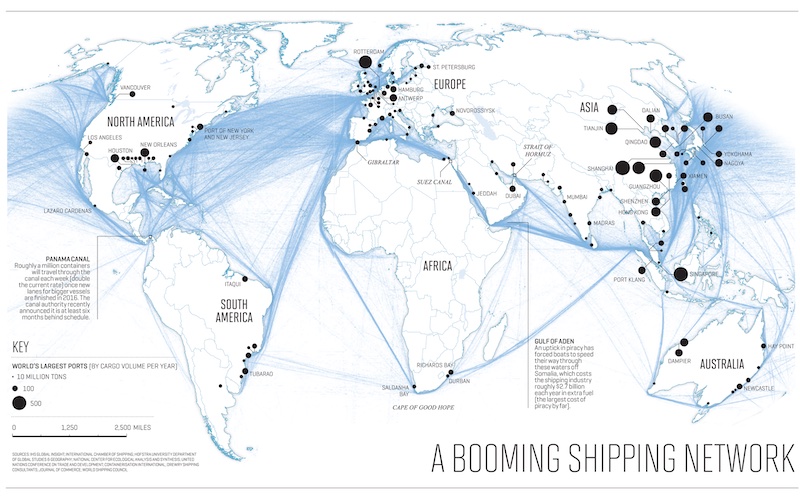 ROTTERDAM
ST. PETERSBURG
EUROPE
HAMBURG
ANTWERP
VANCOUVER
NORTH AMERICA
NOVOROSSIYSK
ASIA
DALIAN
BUSAN
TIANJIN
QINGDAO
PORT OF NEW YORK
AND NEW JERSEY
LOS ANGELES
NEW ORLEANS
HOUSTON
GIBRALTAR
STRAIT OF
HORMUZ
YOKOHAMA
NAGOYA
SHANGHAI
XIAMEN
SUEZ CANAL
JEDDAH
DUBAI
MUMBAI
GUANGZHOU
SHENZHEN
HONG KONG
LAZARO CARDENAS
MADRAS
PANAMA CANAL
Roughly a million containers
will travel through the
canal each week (double
the current rate) once new
lanes for bigger vessels
are finished in 2016. The
canal authority recently
announced it is at least six
months behind schedule.
AFRICA
PORT KLANG
SINGAPORE
ITAQUI
SOUTH
AMERICA
GULF OF ADEN
An uptick in piracy has
forced boats to speed
their way through
these waters off
Somalia, which costs
the shipping industry
roughly $2.7 billion
each year in extra fuel
(the largest cost of
piracy by far).
DAMPIER
HAY POINT
AUSTRALIA
NEWCASTLE
TUBARAO
RICHARDS BAY
DURBAN
SALDANHA
BAY
CAPE OF GOOD HOPE
KEY
WORLD'S LARGEST PORTS (BY CARGO VOLUME PER YEAR)
10 MILLION TONS
100
500
0 1,250 2,500 MILES
SOURCES: IHS GLOBAL INSIGHT, INTERNATIONAL CHAMBER OF SHIPPING, HOFSTRA UNIVERSITY DEPARTMENT
OF GLOBAL STUDIES & GEOGRAPHY, NATIONAL CENTER FOR ECOLOGICAL ANALYSIS AND SYNTHESIS, UNITED
NATIONS CONFERENCE ON TRADE AND DEVELOPMENT, CONTAINERISATION INTERNATIONAL, DREWRY SHIPPING
CONSULTANTS, JOURNAL OF COMMERCE, WORLD SHIPPING COUNCIL
A BOOMING SHIPPING NETWORK